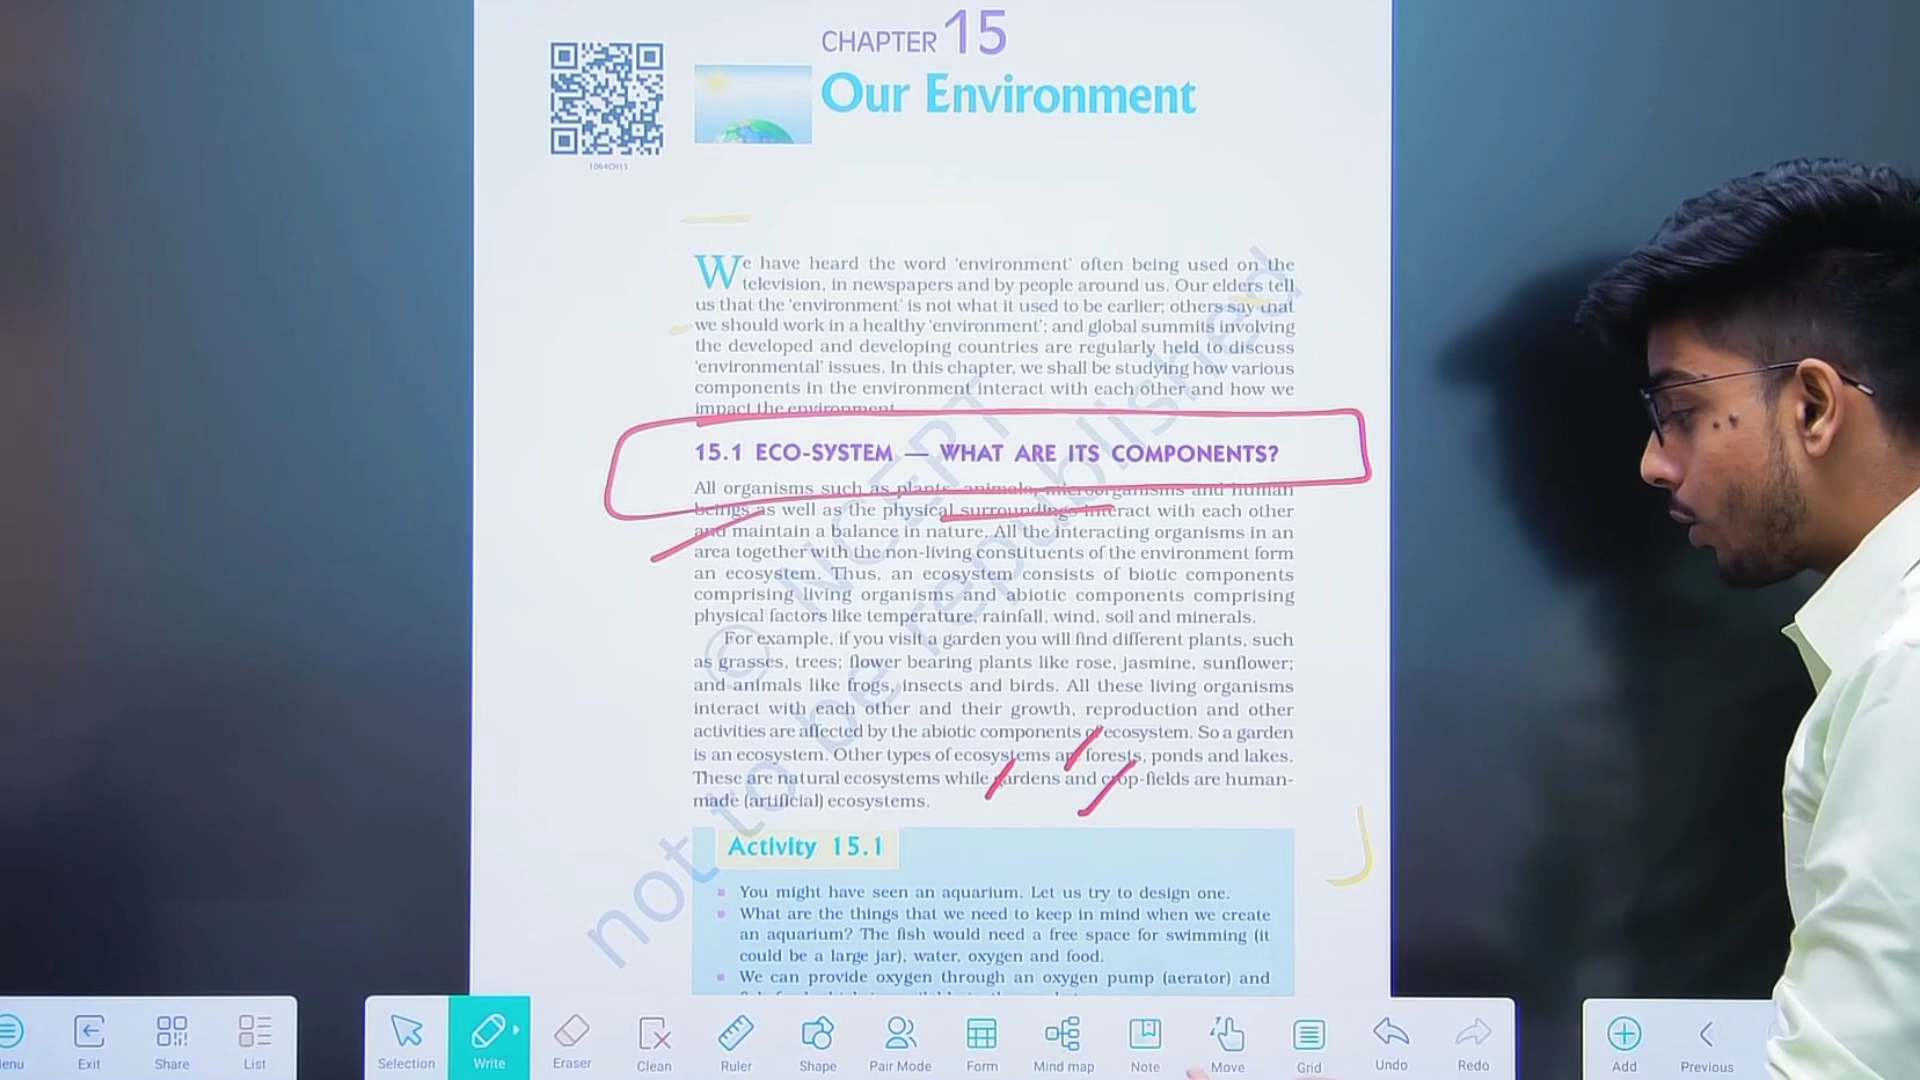 CHAPTER 15
Our Environment
1064CH15
We have heard the word 'environment' often being used on the
television, in newspapers and by people around us. Our elders tell
us that the 'environment' is not what it used to be earlier; others say that
we should work in a healthy 'environment'; and global summits involving
the developed and developing countries are regularly held to discuss
'environmental' issues. In this chapter, we shall be studying how various
components in the environment interact with each other and how we
impact the environment.
15.1 ECO-SYSTEM — WHAT ARE ITS COMPONENTS?
All organisms such as plants, animals, microorganisms and human
beings as well as the physical surroundings interact with each other
and maintain a balance in nature. All the interacting organisms in an
area together with the non-living constituents of the environment form
an ecosystem. Thus, an ecosystem consists of biotic components
comprising living organisms and abiotic components comprising
physical factors like temperature, rainfall, wind, soil and minerals.
For example, if you visit a garden you will find different plants, such
as grasses, trees; flower bearing plants like rose, jasmine, sunflower;
and animals like frogs, insects and birds. All these living organisms
interact with each other and their growth, reproduction and other
activities are affected by the abiotic components of ecosystem. So a garden
is an ecosystem. Other types of ecosystems are forests, ponds and lakes.
These are natural ecosystems while gardens and crop-fields are human-
made (artificial) ecosystems.
© NCERT
not to be republished
Activity 15.1
You might have seen an aquarium. Let us try to design one.
What are the things that we need to keep in mind when we create
an aquarium? The fish would need a free space for swimming (it
could be a large jar), water, oxygen and food.
We can provide oxygen through an oxygen pump (aerator) and
enu Exit Share List Selection Write Eraser Clean Ruler Shape Pair Mode Form Mind map Note Move Grid Undo Redo Add Previous